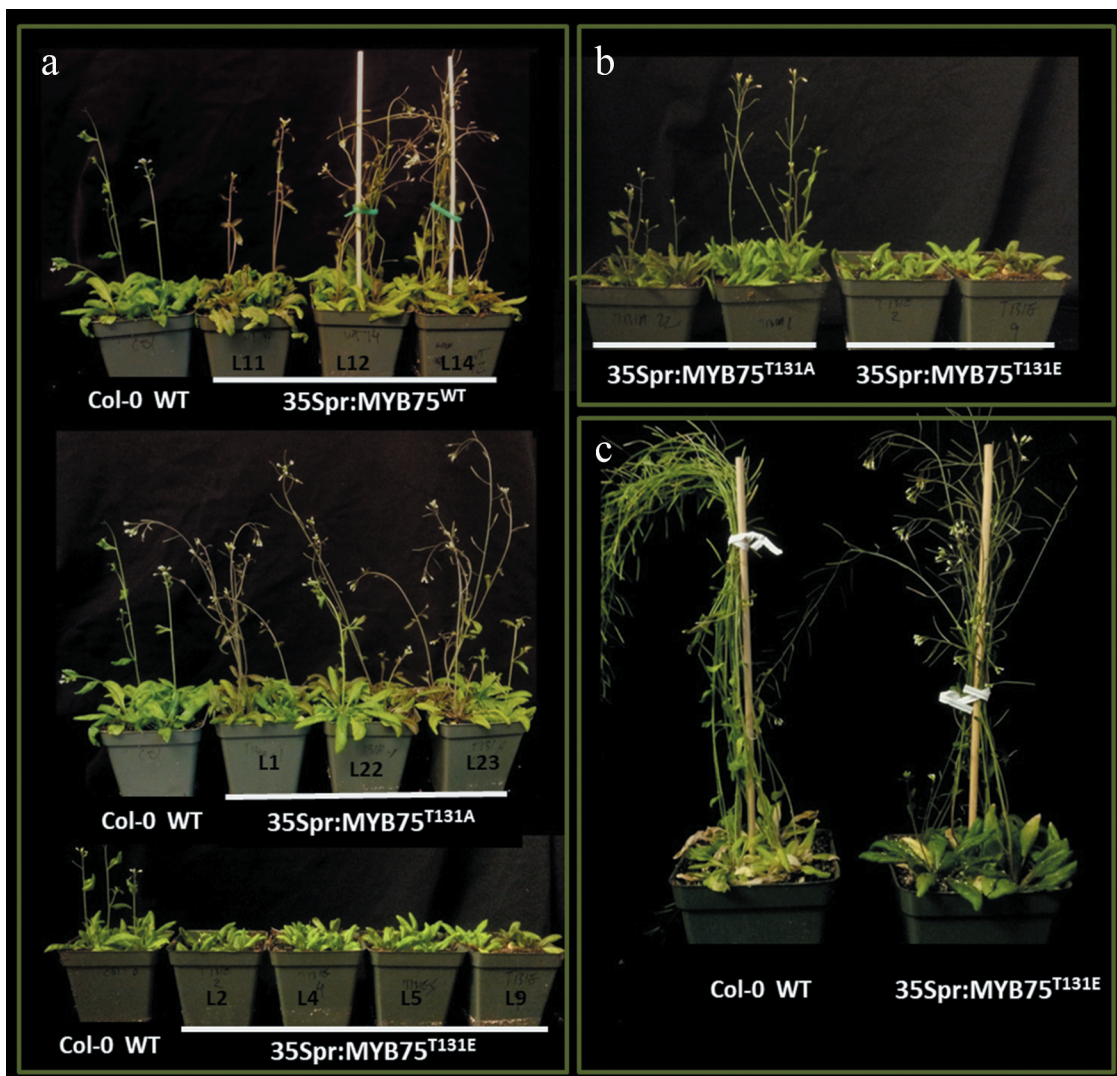 a
L11 L12 L14
Col-0 WT 35Spr:MYB75^WT
L1 L22 L23
Col-0 WT 35Spr:MYB75^T131A
L2 L4 L5 L9
Col-0 WT 35Spr:MYB75^T131E
b
35Spr:MYB75^T131A 35Spr:MYB75^T131E
c
Col-0 WT 35Spr:MYB75^T131E